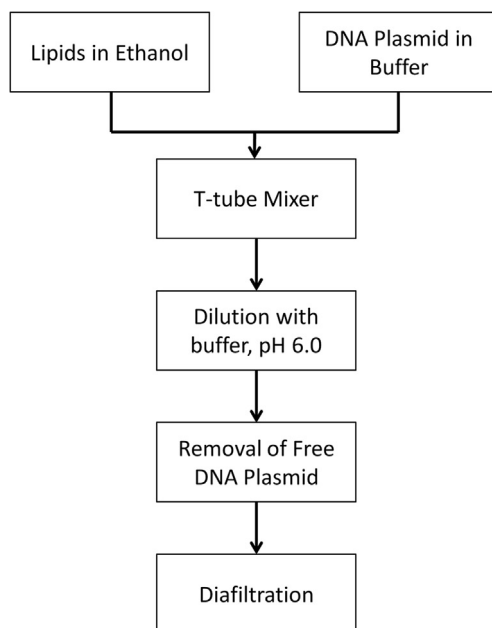 Lipids in Ethanol
DNA Plasmid in
Buffer
T-tube Mixer
Dilution with
buffer, pH 6.0
Removal of Free
DNA Plasmid
Diafiltration